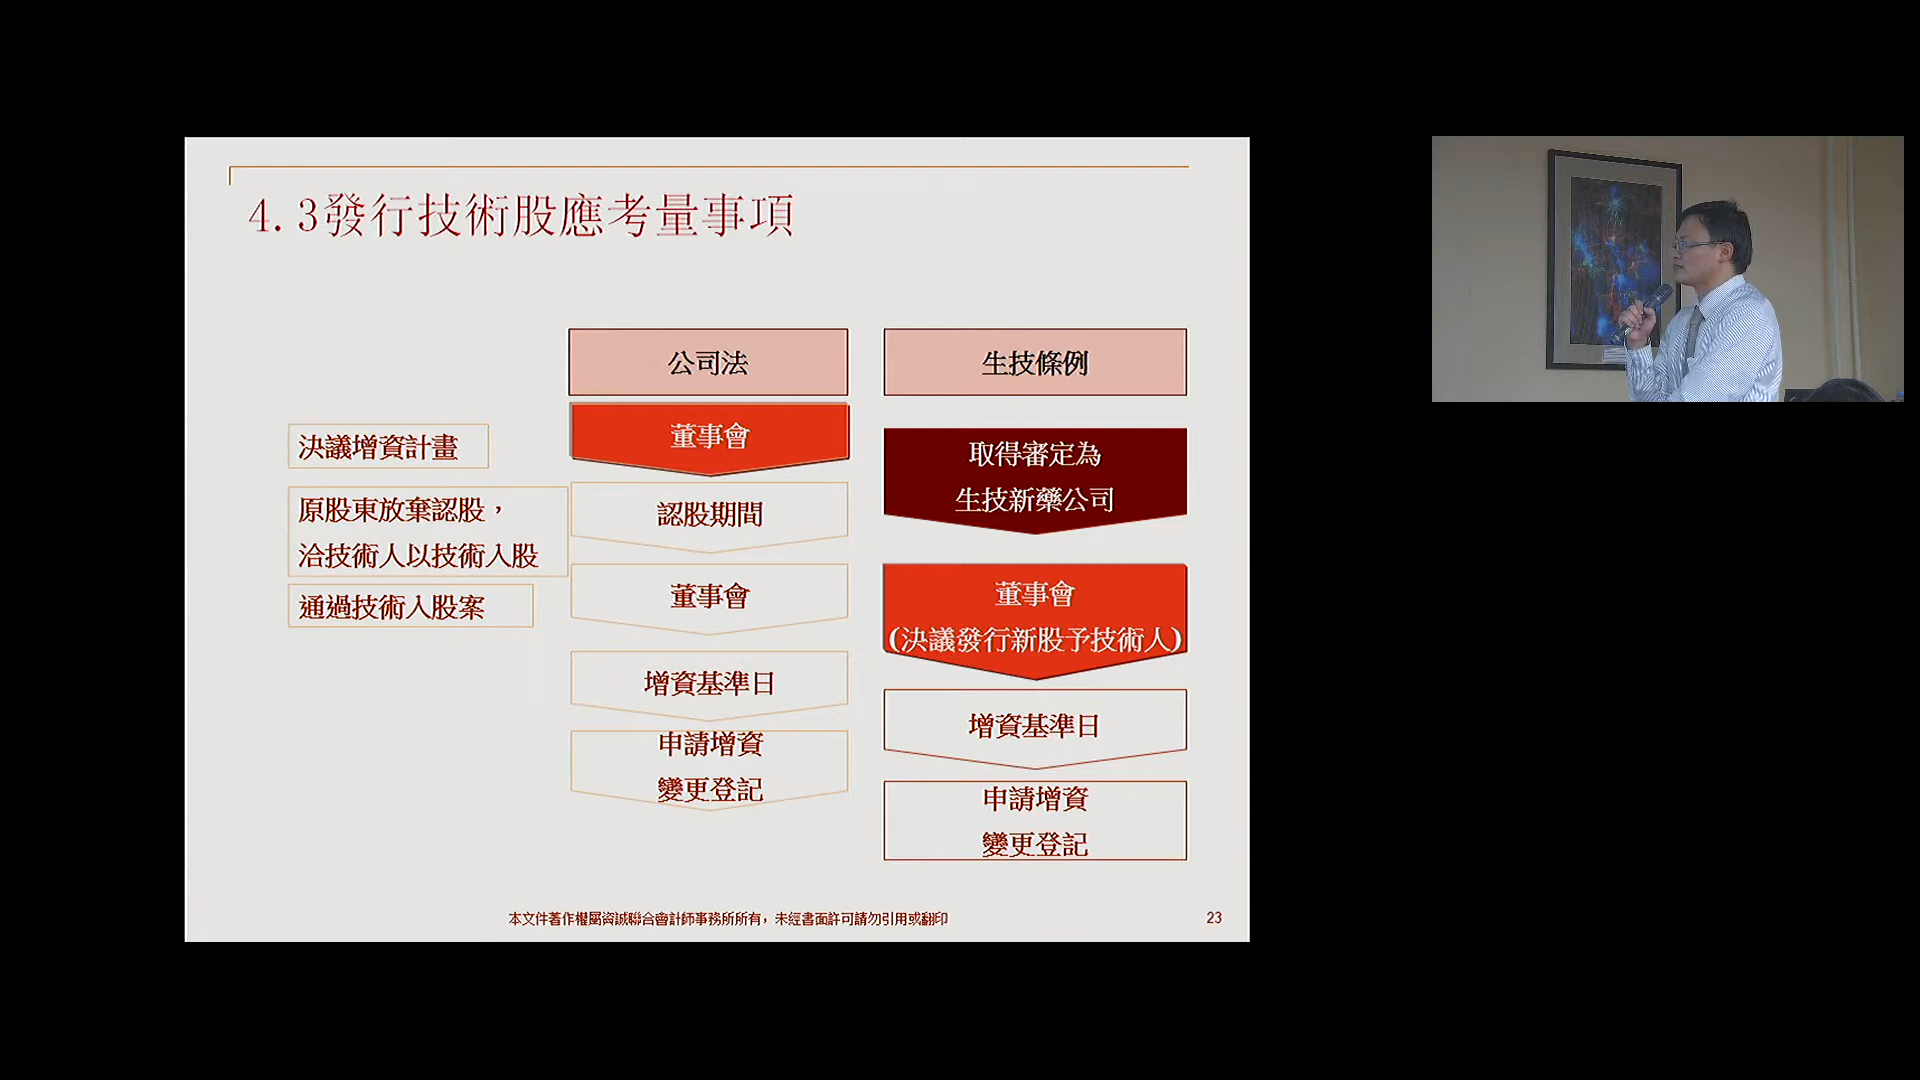 4.3發行技術股應考量事項
公司法
生技條例
決議增資計畫
董事會
取得審定為
生技新藥公司
原股東放棄認股，
洽技術人以技術入股
認股期間
通過技術入股案
董事會
董事會
(決議發行新股予技術人)
增資基準日
增資基準日
申請增資
變更登記
申請增資
變更登記
本文件著作權屬資誠聯合會計師事務所所有，未經書面許可請勿引用或翻印
23